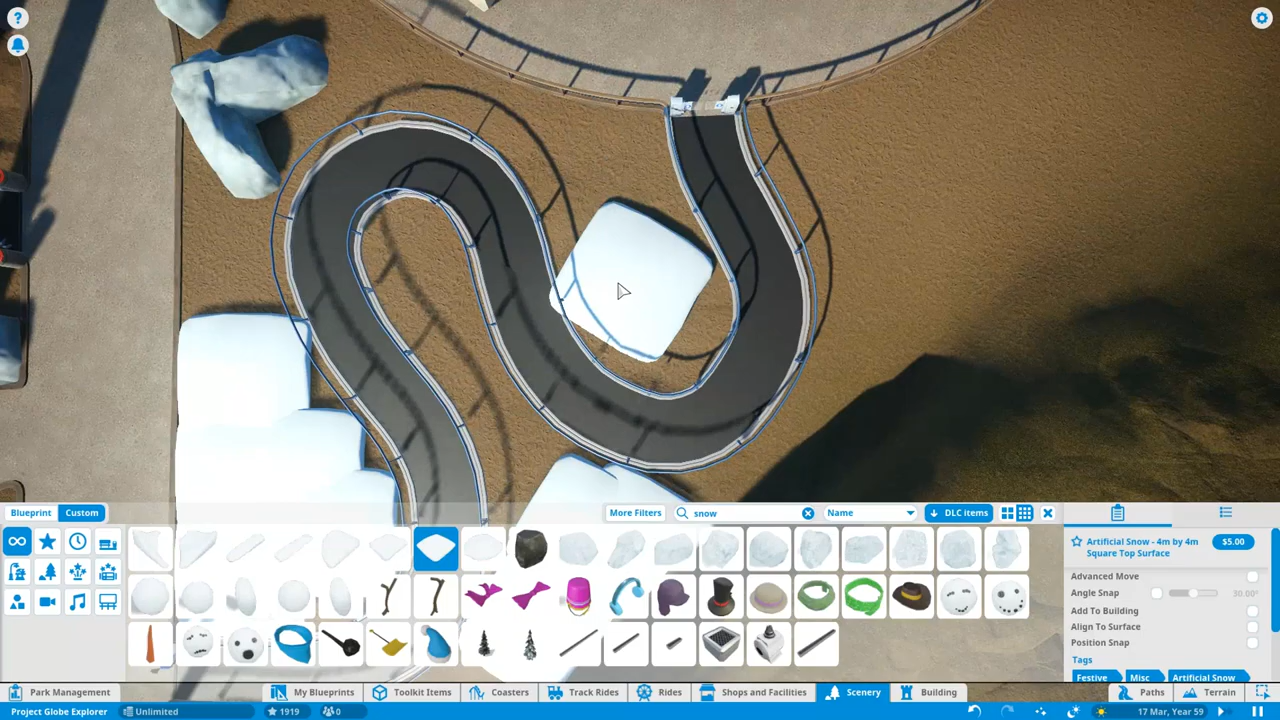 ?
Blueprint
Custom
More Filters
snow
Name
DLC items
Artificial Snow - 4m by 4m
Square Top Surface
$5.00
Advanced Move
Angle Snap
30.00°
Add To Building
Align To Surface
Position Snap
Tags
Festive
Misc
Artificial Snow
Park Management
My Blueprints
Toolkit Items
Coasters
Track Rides
Rides
Shops and Facilities
Scenery
Building
Paths
Terrain
Project Globe Explorer
Unlimited
1919
0
17 Mar, Year 59